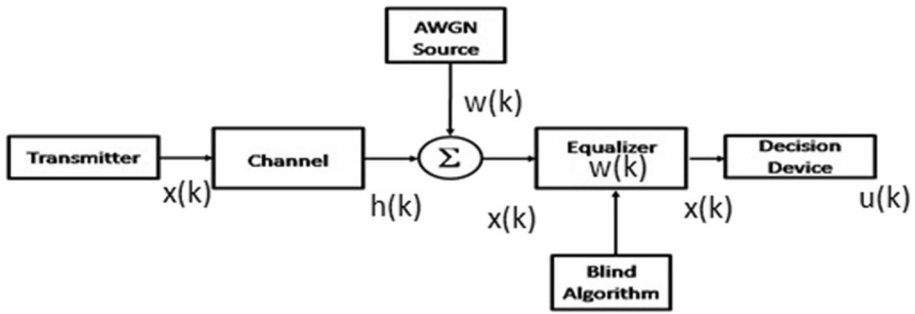 AWGN
Source
w(k)
Transmitter
Channel
Σ
Equalizer
w(k)
Decision
Device
x(k)
h(k)
x(k)
x(k)
u(k)
Blind
Algorithm